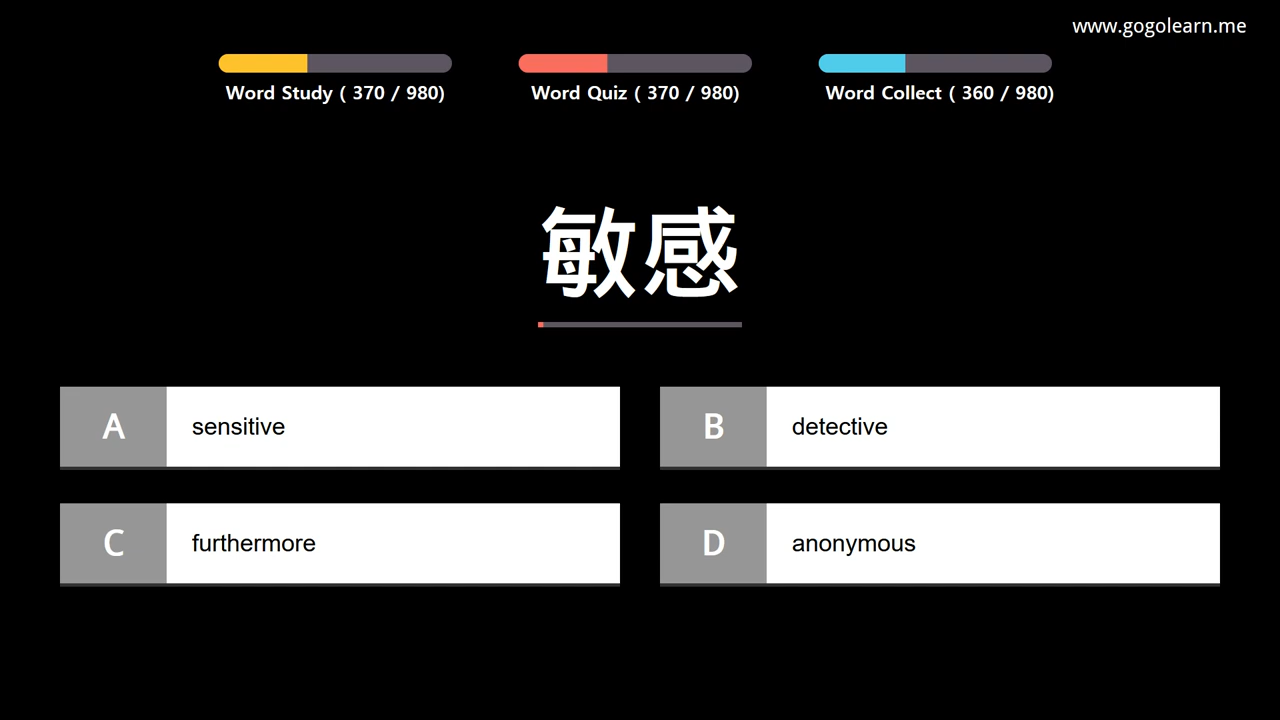 www.gogolearn.me
Word Study ( 370 / 980)
Word Quiz ( 370 / 980)
Word Collect ( 360 / 980)
敏感
A sensitive
B detective
C furthermore
D anonymous